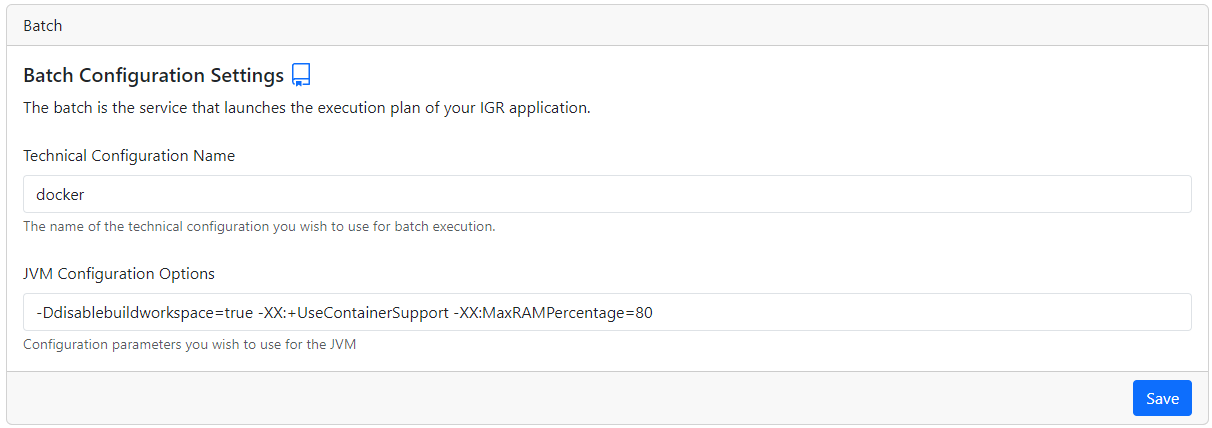 Batch
Batch Configuration Settings
The batch is the service that launches the execution plan of your IGR application.
Technical Configuration Name
docker
The name of the technical configuration you wish to use for batch execution.
JVM Configuration Options
-Ddisablebuildworkspace=true -XX:+UseContainerSupport -XX:MaxRAMPercentage=80
Configuration parameters you wish to use for the JVM
Save